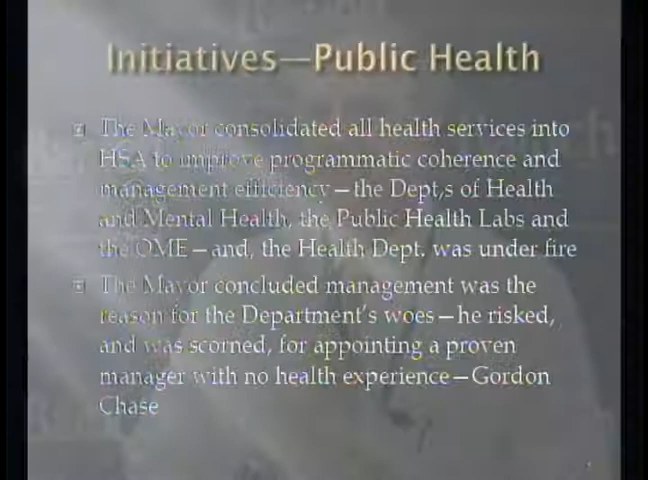 Initiatives—Public Health
The Mayor consolidated all health services into
HSA to improve programmatic coherence and
management efficiency—the Dept,s of Health
and Mental Health, the Public Health Labs and
the OME—and, the Health Dept. was under fire
The Mayor concluded management was the
reason for the Department's woes—he risked,
and was scorned, for appointing a proven
manager with no health experience—Gordon
Chase